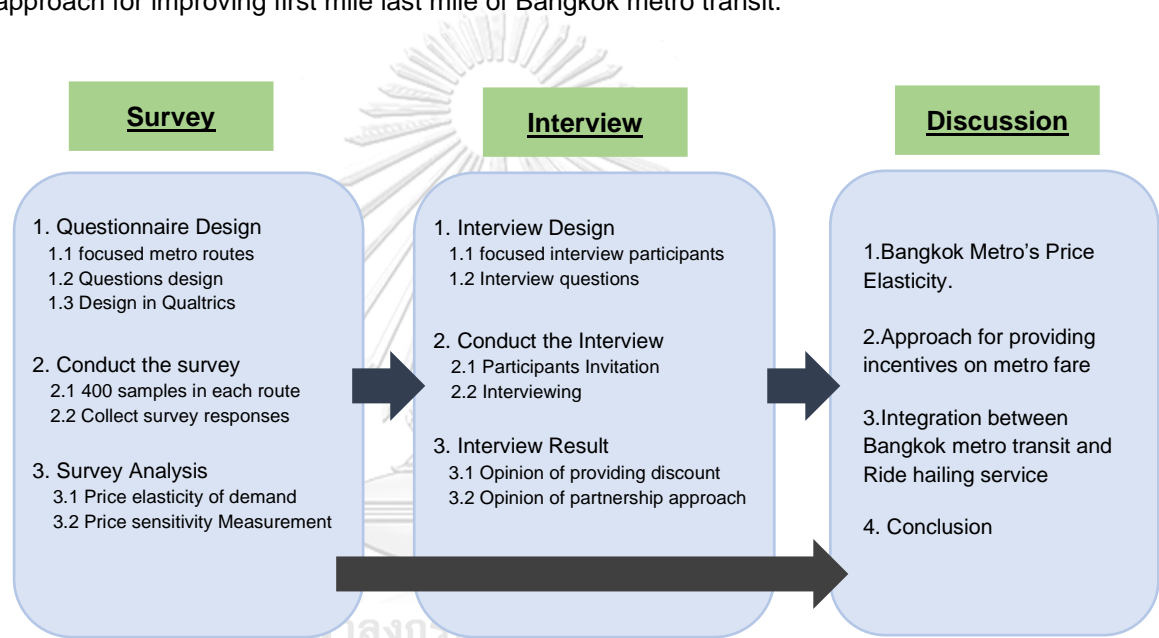 approach for improving first mile last mile of Bangkok metro transit.
Survey
1. Questionnaire Design
1.1 focused metro routes
1.2 Questions design
1.3 Design in Qualtrics
2. Conduct the survey
2.1 400 samples in each route
2.2 Collect survey responses
3. Survey Analysis
3.1 Price elasticity of demand
3.2 Price sensitivity Measurement
Interview
1. Interview Design
1.1 focused interview participants
1.2 Interview questions
2. Conduct the Interview
2.1 Participants Invitation
2.2 Interviewing
3. Interview Result
3.1 Opinion of providing discount
3.2 Opinion of partnership approach
Discussion
1.Bangkok Metro’s Price
Elasticity.
2.Approach for providing
incentives on metro fare
3.Integration between
Bangkok metro transit and
Ride hailing service
4. Conclusion